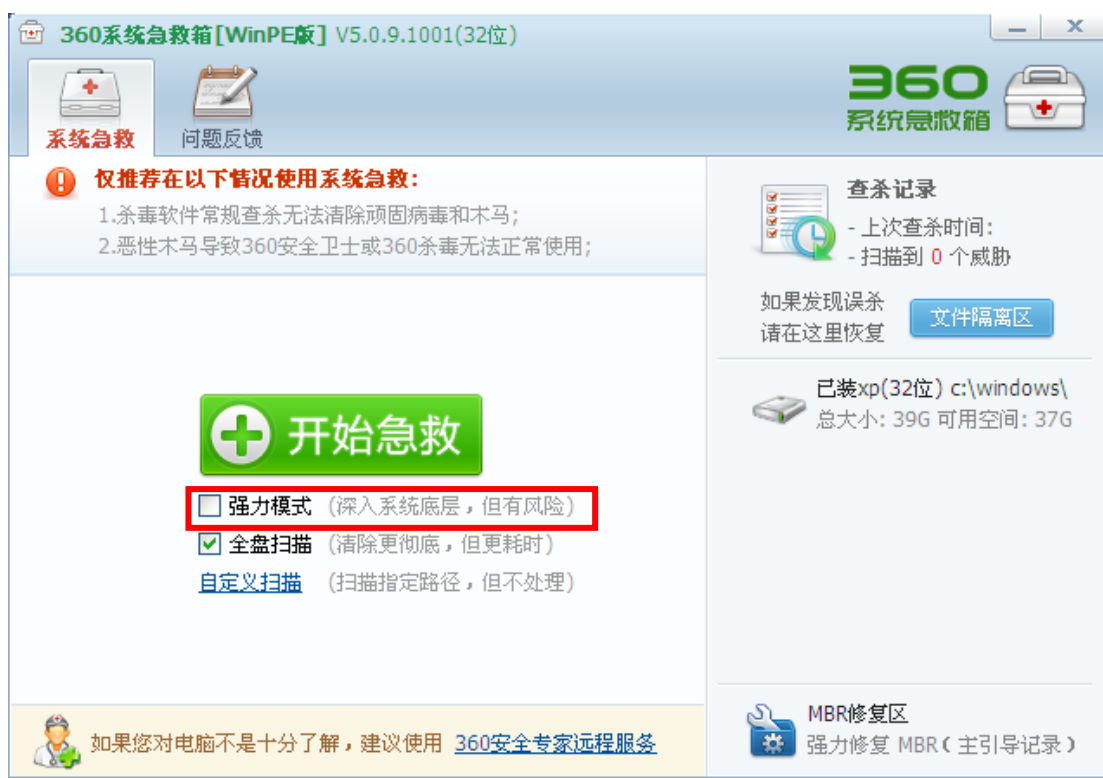 360系统急救箱[WinPE版] V5.0.9.1001(32位)
系统急救
问题反馈
360
系统急救箱
仅推荐在以下情况使用系统急救：
1.杀毒软件常规查杀无法清除顽固病毒和木马；
2.恶性木马导致360安全卫士或360杀毒无法正常使用；
开始急救
强力模式（深入系统底层，但有风险）
全盘扫描（清除更彻底，但更耗时）
自定义扫描（扫描指定路径，但不处理）
如果您对电脑不是十分了解，建议使用 360安全专家远程服务
查杀记录
- 上次查杀时间：
- 扫描到 0 个威胁
如果发现误杀
请在这里恢复
文件隔离区
已装xp(32位) c:\windows\
总大小：39G 可用空间：37G
MBR修复区
强力修复 MBR（主引导记录）